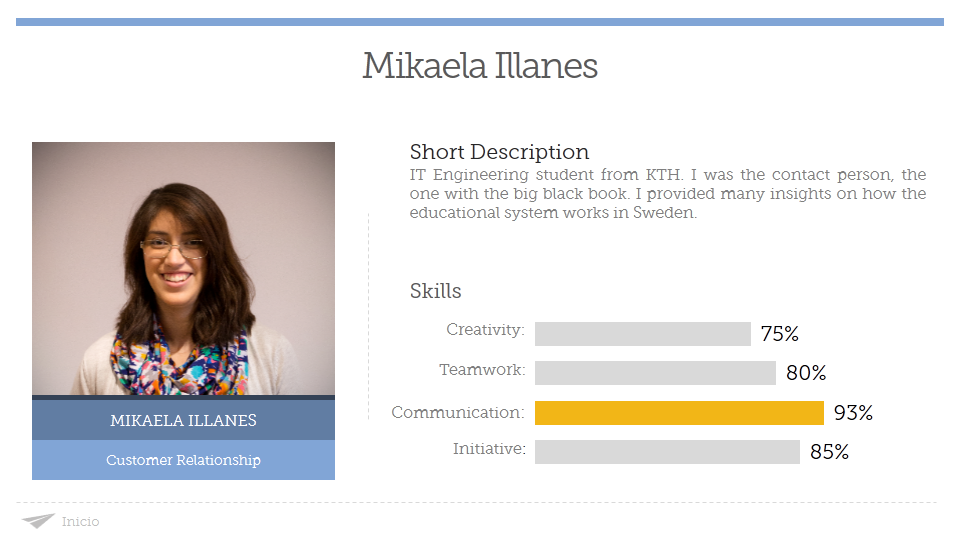 Mikaela Illanes
Short Description
IT Engineering student from KTH. I was the contact person, the
one with the big black book. I provided many insights on how the
educational system works in Sweden.
Skills
Creativity: 75%
Teamwork: 80%
Communication: 93%
Initiative: 85%
MIKAELA ILLANES
Customer Relationship
Inicio